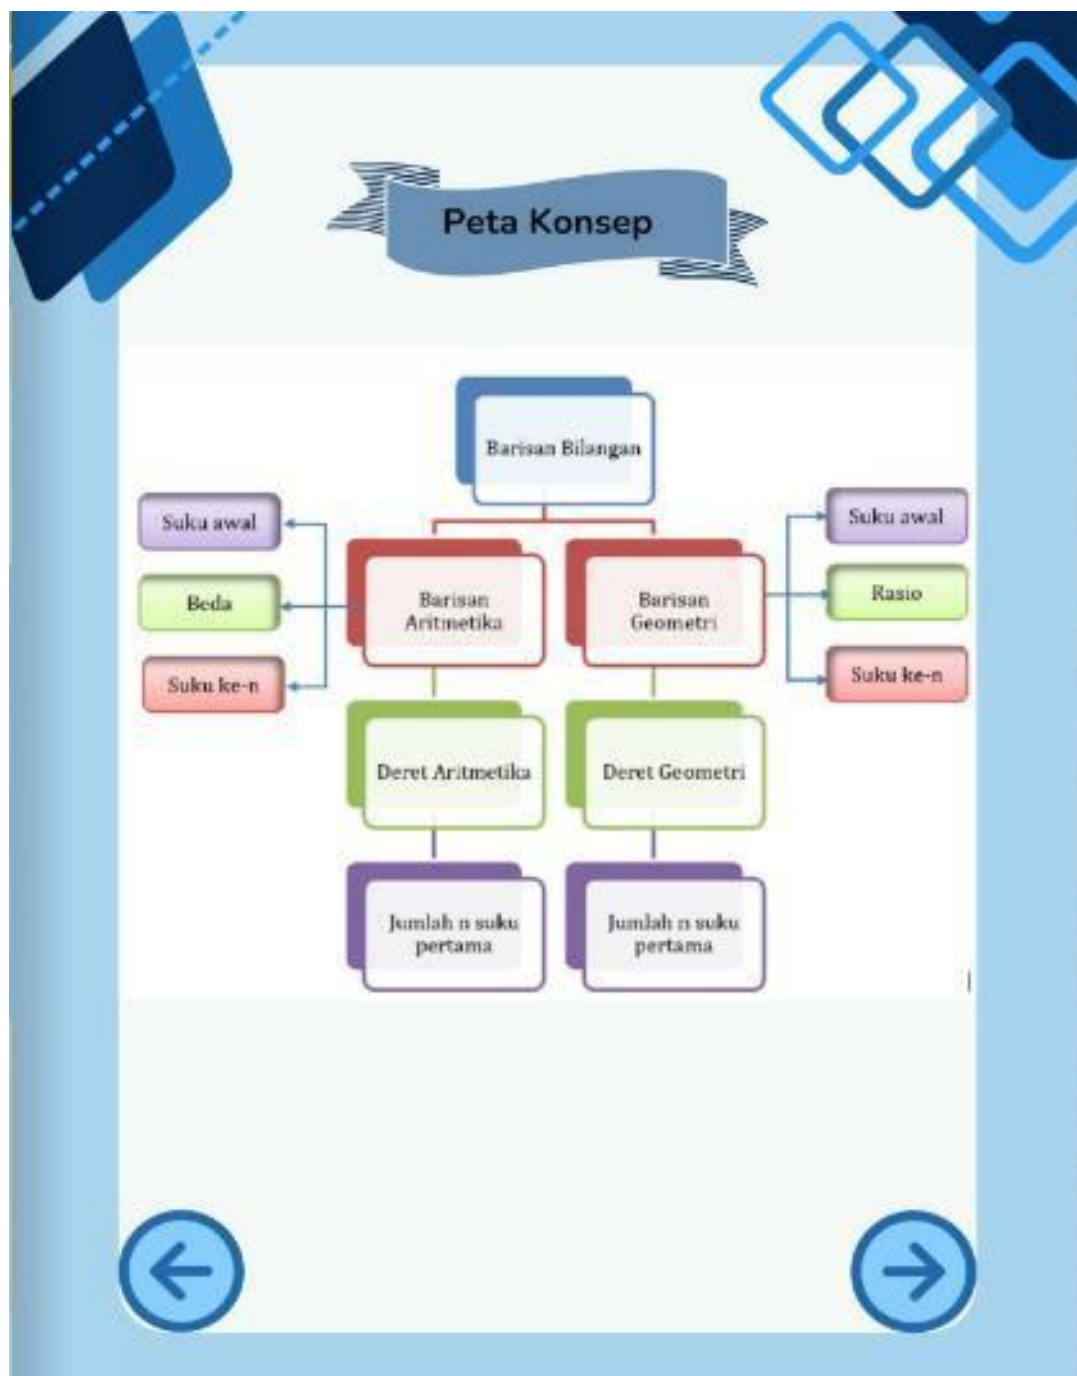 Peta Konsep
Barisan Bilangan
Suku awal
Beda
Suku ke-n
Barisan
Aritmetika
Barisan
Geometri
Suku awal
Rasio
Suku ke-n
Deret Aritmetika
Deret Geometri
Jumlah n suku
pertama
Jumlah n suku
pertama